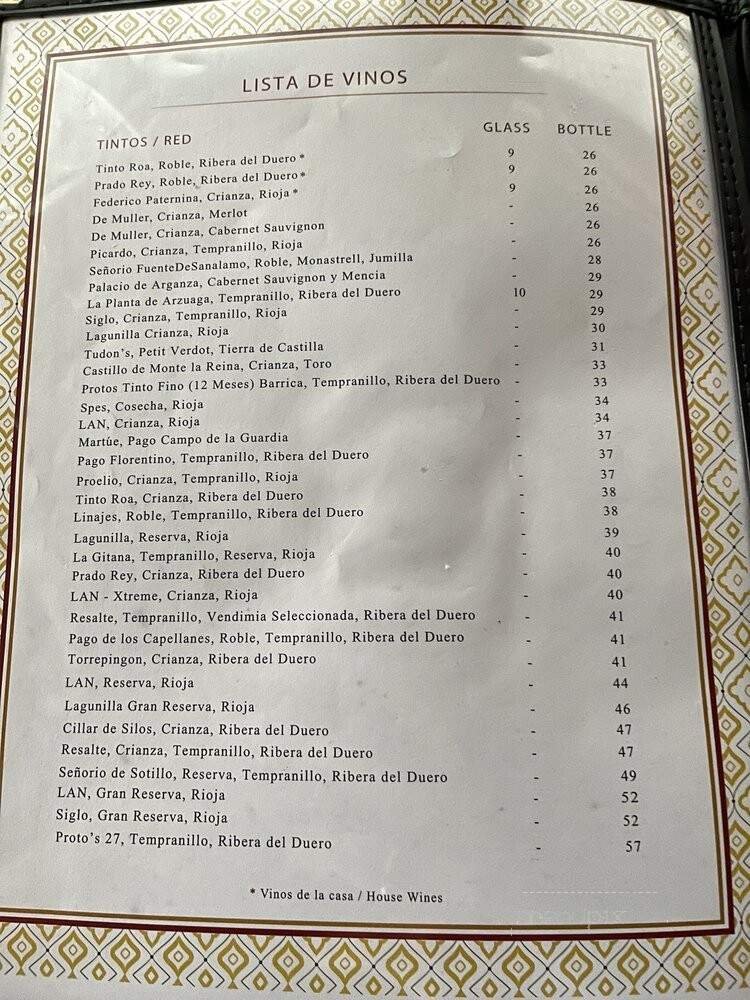 LISTA DE VINOS
TINTOS / RED GLASS BOTTLE
Tinto Roa, Roble, Ribera del Duero * 9 26
Prado Rey, Roble, Ribera del Duero * 9 26
Federico Paternina, Crianza, Rioja * 9 26
De Muller, Crianza, Merlot - 26
De Muller, Crianza, Cabernet Sauvignon - 26
Picardo, Crianza, Tempranillo, Rioja - 26
Señorio FuenteDeSanalamo, Roble, Monastrell, Jumilla - 28
Palacio de Arganza, Cabernet Sauvignon y Mencia - 29
La Planta de Arzuaga, Tempranillo, Ribera del Duero 10 29
Siglo, Crianza, Tempranillo, Rioja - 29
Lagunilla Crianza, Rioja - 30
Tudon's, Petit Verdot, Tierra de Castilla - 31
Castillo de Monte la Reina, Crianza, Toro - 33
Protos Tinto Fino (12 Meses) Barrica, Tempranillo, Ribera del Duero - 33
Spes, Cosecha, Rioja - 34
LAN, Crianza, Rioja - 34
Martúe, Pago Campo de la Guardia - 37
Pago Florentino, Tempranillo, Ribera del Duero - 37
Proelio, Crianza, Tempranillo, Rioja - 37
Tinto Roa, Crianza, Ribera del Duero - 38
Linajes, Roble, Tempranillo, Ribera del Duero - 38
Lagunilla, Reserva, Rioja - 39
La Gitana, Tempranillo, Reserva, Rioja - 40
Prado Rey, Crianza, Ribera del Duero - 40
LAN - Xtreme, Crianza, Rioja - 40
Resalte, Tempranillo, Vendimia Seleccionada, Ribera del Duero - 41
Pago de los Capellanes, Roble, Tempranillo, Ribera del Duero - 41
Torrepingon, Crianza, Ribera del Duero - 41
LAN, Reserva, Rioja - 44
Lagunilla Gran Reserva, Rioja - 46
Cillar de Silos, Crianza, Ribera del Duero - 47
Resalte, Crianza, Tempranillo, Ribera del Duero - 47
Señorio de Sotillo, Reserva, Tempranillo, Ribera del Duero - 49
LAN, Gran Reserva, Rioja - 52
Siglo, Gran Reserva, Rioja - 52
Proto's 27, Tempranillo, Ribera del Duero - 57
* Vinos de la casa / House Wines